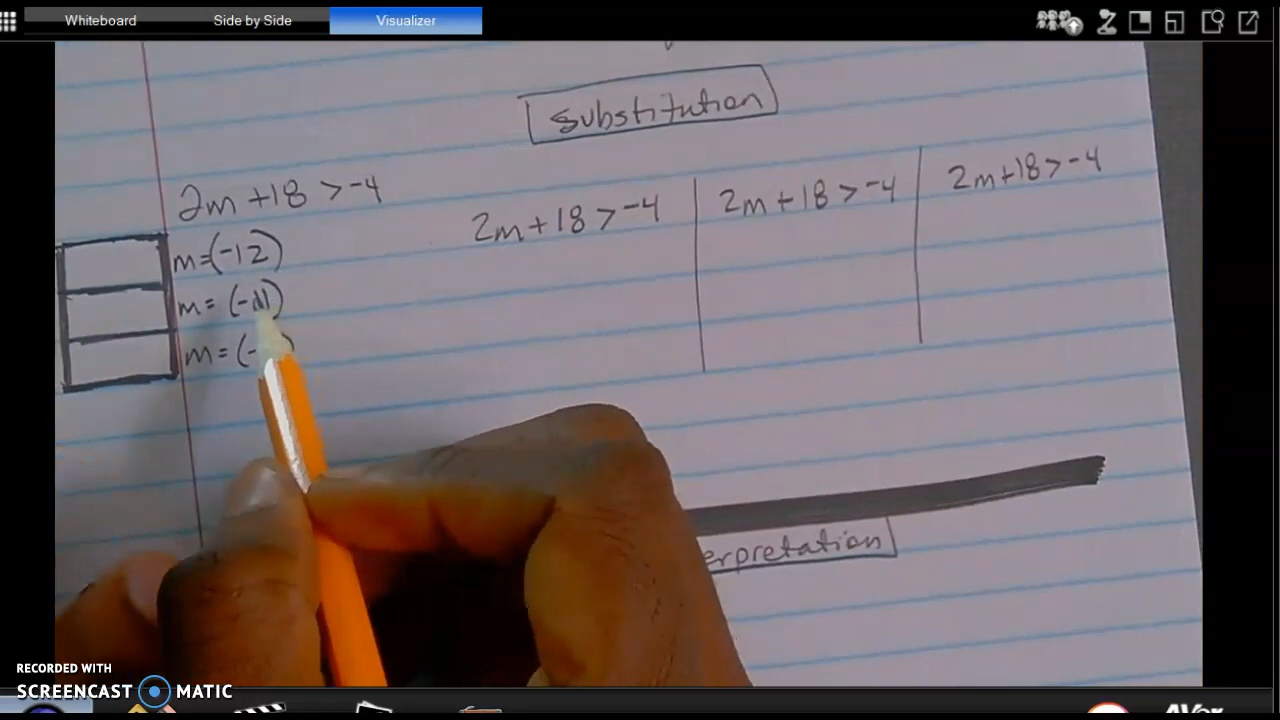 Whiteboard Side by Side Visualizer
Substitution
2m+18 >-4
2m+18 >-4
2m+18 >-4
2m+18 >-4
m=(-12)
m=(-11)
m=(-
erpretation
RECORDED WITH
SCREENCAST MATIC
AVer